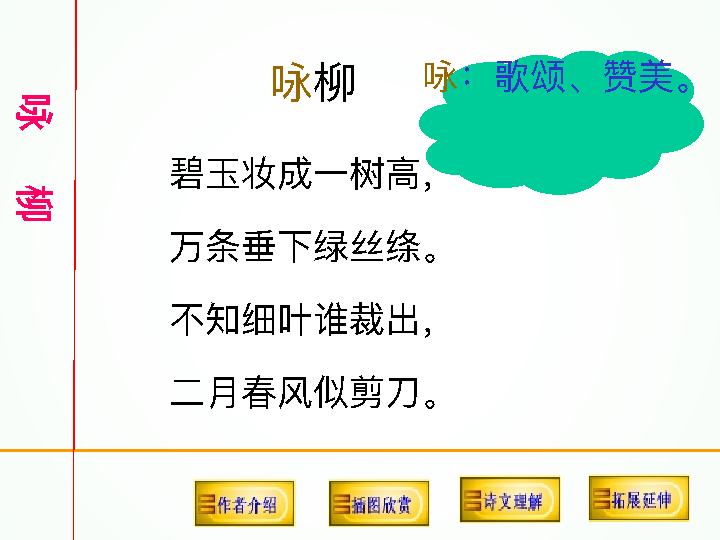 咏柳
咏柳
咏：歌颂、赞美。
碧玉妆成一树高，
万条垂下绿丝绦。
不知细叶谁裁出，
二月春风似剪刀。
作者介绍
插图欣赏
诗文理解
拓展延伸